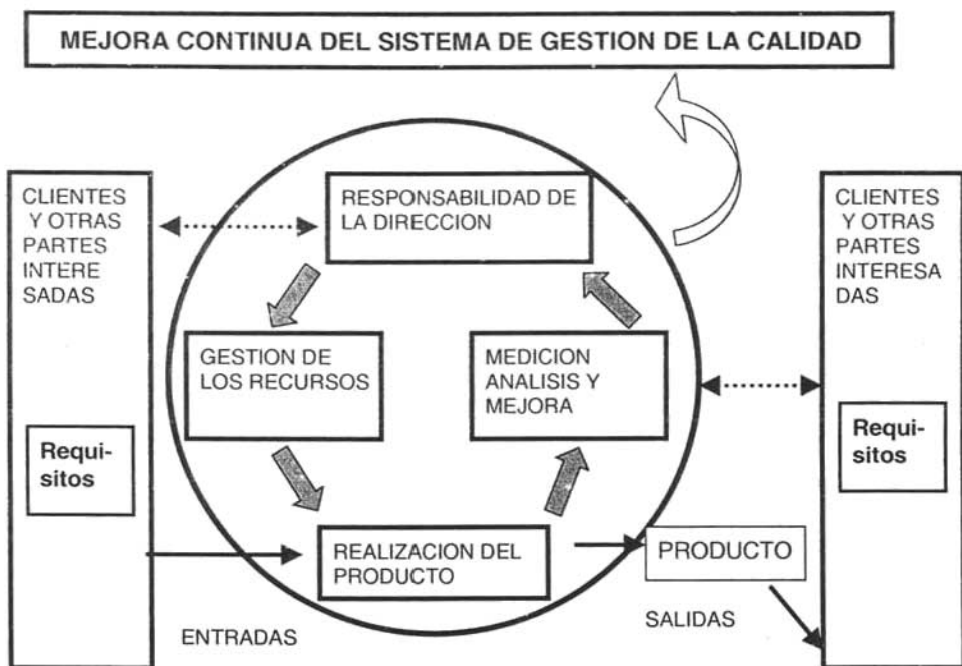 MEJORA CONTINUA DEL SISTEMA DE GESTION DE LA CALIDAD
CLIENTES
Y OTRAS
PARTES
INTERE
SADAS
RESPONSABILIDAD DE
LA DIRECCION
CLIENTES
Y OTRAS
PARTES
INTERESA
DAS
GESTION DE
LOS RECURSOS
MEDICION
ANALISIS Y
MEJORA
Requi-
sitos
Requi-
sitos
REALIZACION DEL
PRODUCTO
PRODUCTO
ENTRADAS
SALIDAS